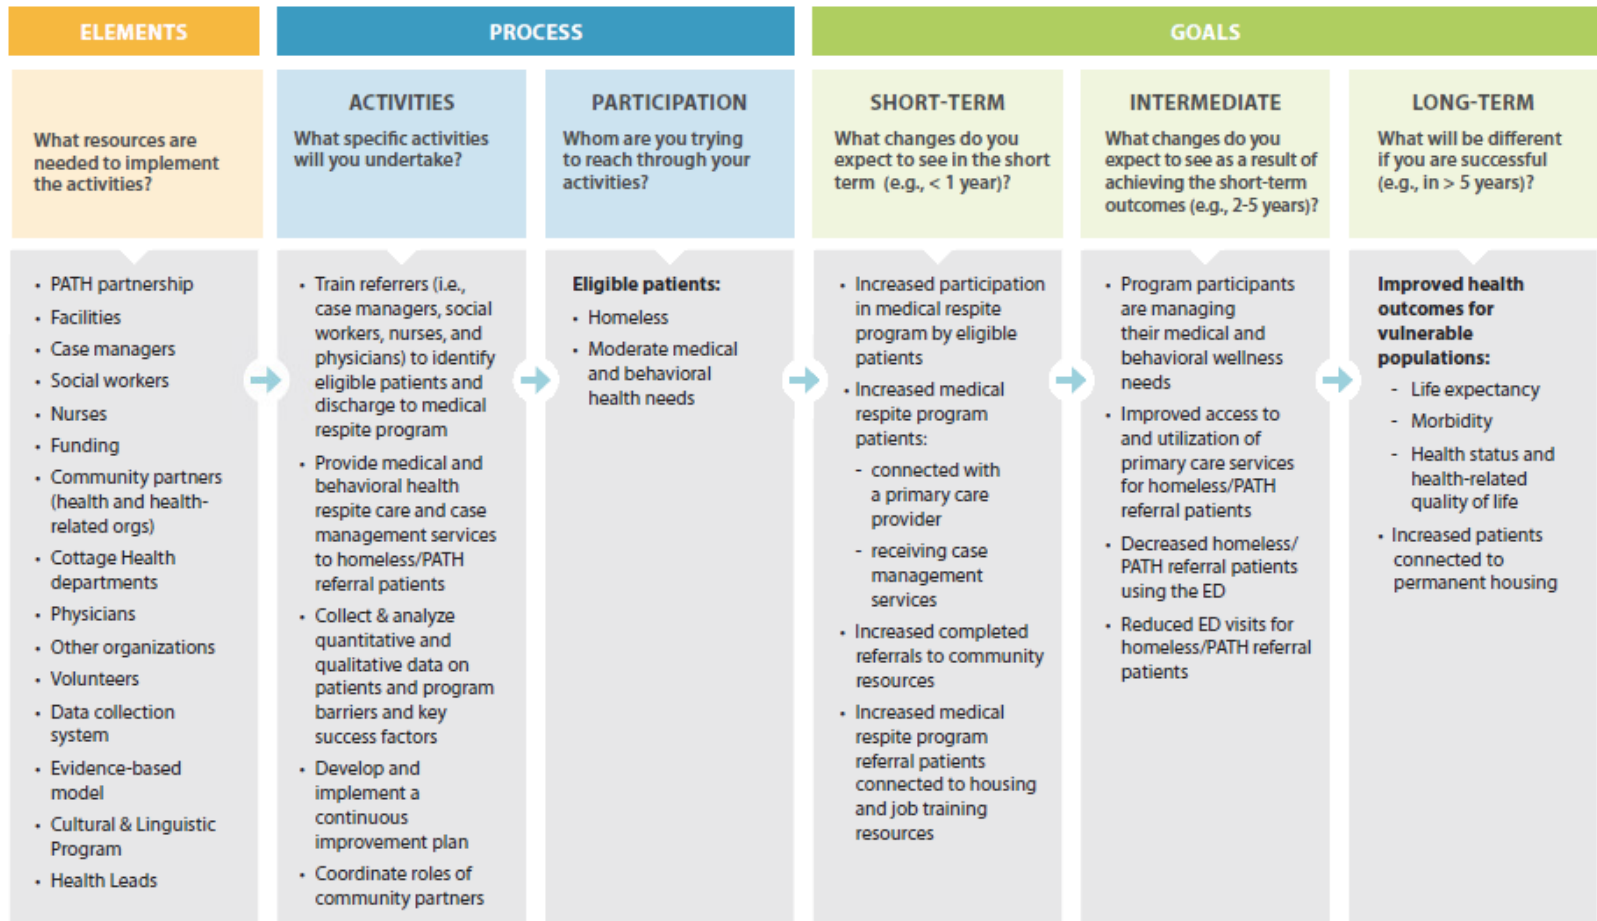 ELEMENTS
PROCESS
GOALS
What resources are
needed to implement
the activities?
ACTIVITIES
What specific activities
will you undertake?
PARTICIPATION
Whom are you trying
to reach through your
activities?
SHORT-TERM
What changes do you
expect to see in the short
term (e.g., < 1 year)?
INTERMEDIATE
What changes do you
expect to see as a result of
achieving the short-term
outcomes (e.g., 2-5 years)?
LONG-TERM
What will be different
if you are successful
(e.g., in > 5 years)?
• PATH partnership
• Facilities
• Case managers
• Social workers
• Nurses
• Funding
• Community partners
(health and health-
related orgs)
• Cottage Health
departments
• Physicians
• Other organizations
• Volunteers
• Data collection
system
• Evidence-based
model
• Cultural & Linguistic
Program
• Health Leads
• Train referrers (i.e.,
case managers, social
workers, nurses, and
physicians) to identify
eligible patients and
discharge to medical
respite program
• Provide medical and
behavioral health
respite care and case
management services
to homeless/PATH
referral patients
• Collect & analyze
quantitative and
qualitative data on
patients and program
barriers and key
success factors
• Develop and
implement a
continuous
improvement plan
• Coordinate roles of
community partners
Eligible patients:
• Homeless
• Moderate medical
and behavioral
health needs
• Increased participation
in medical respite
program by eligible
patients
• Increased medical
respite program
patients:
- connected with
a primary care
provider
- receiving case
management
services
• Increased completed
referrals to community
resources
• Increased medical
respite program
referral patients
connected to housing
and job training
resources
• Program participants
are managing
their medical and
behavioral wellness
needs
• Improved access to
and utilization of
primary care services
for homeless/PATH
referral patients
• Decreased homeless/
PATH referral patients
using the ED
• Reduced ED visits for
homeless/PATH referral
patients
Improved health
outcomes for
vulnerable
populations:
- Life expectancy
- Morbidity
- Health status and
health-related
quality of life
• Increased patients
connected to
permanent housing